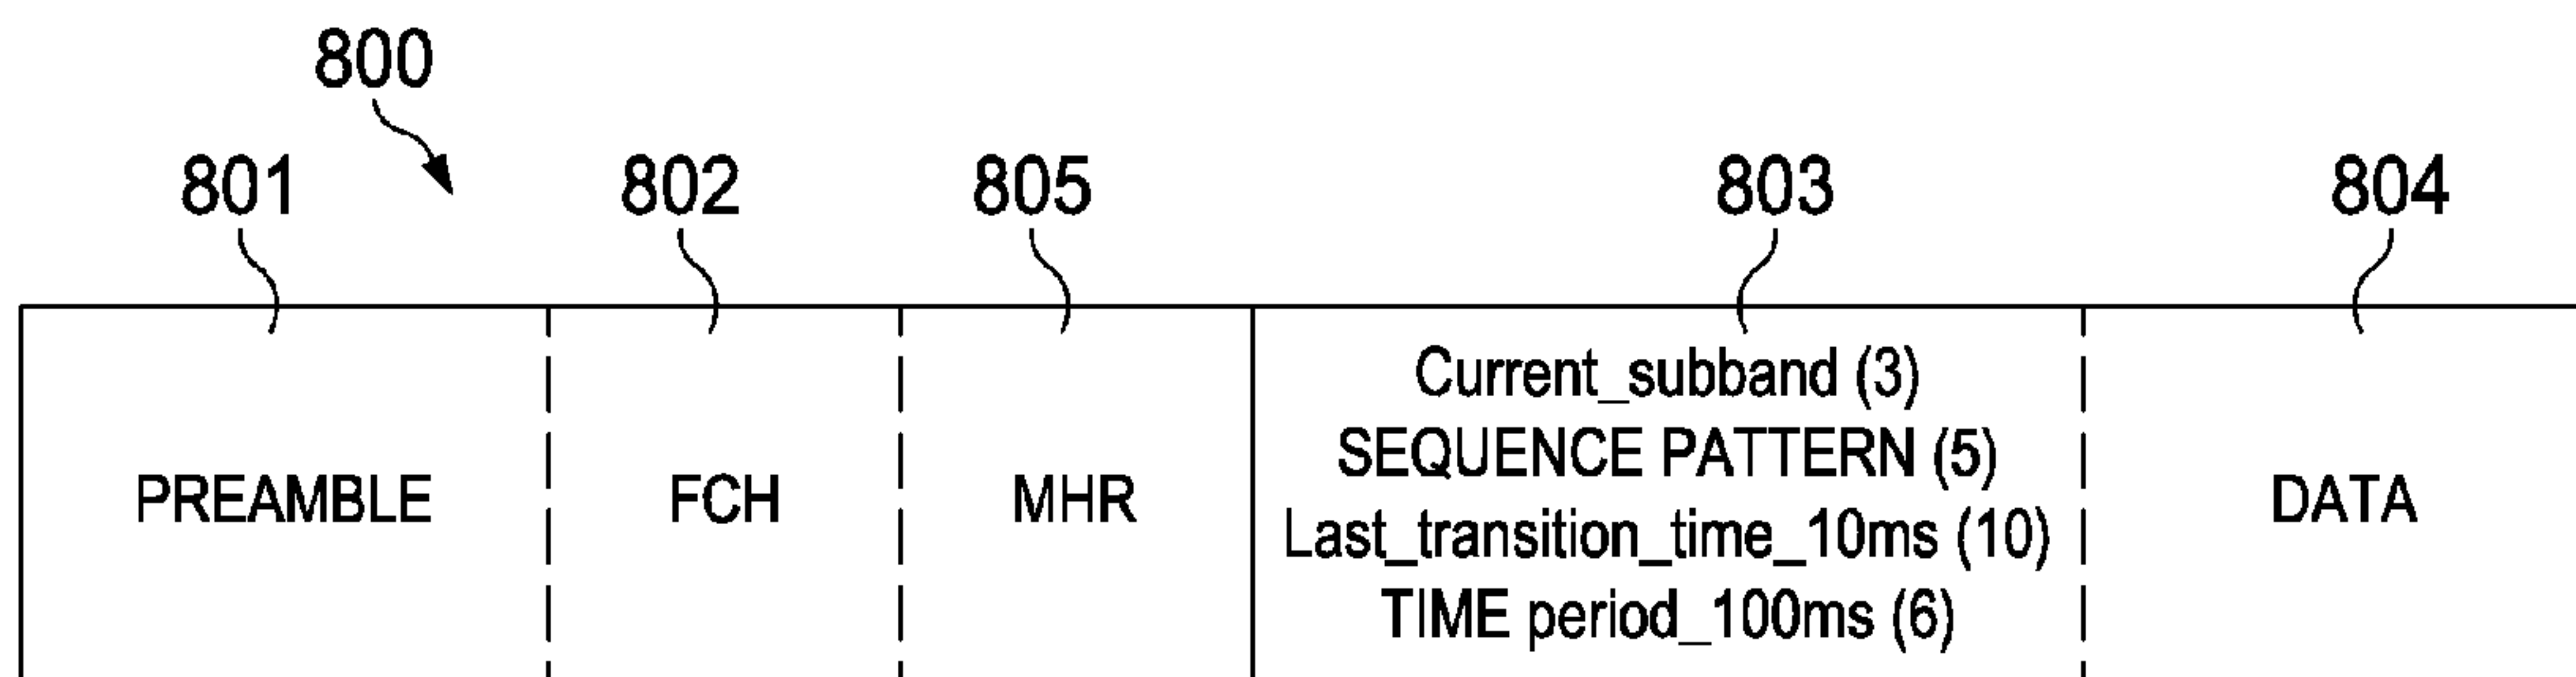 800
801
802
805
803
804
PREAMBLE
FCH
MHR
Current_subband (3)
SEQUENCE PATTERN (5)
Last_transition_time_10ms (10)
TIME period_100ms (6)
DATA